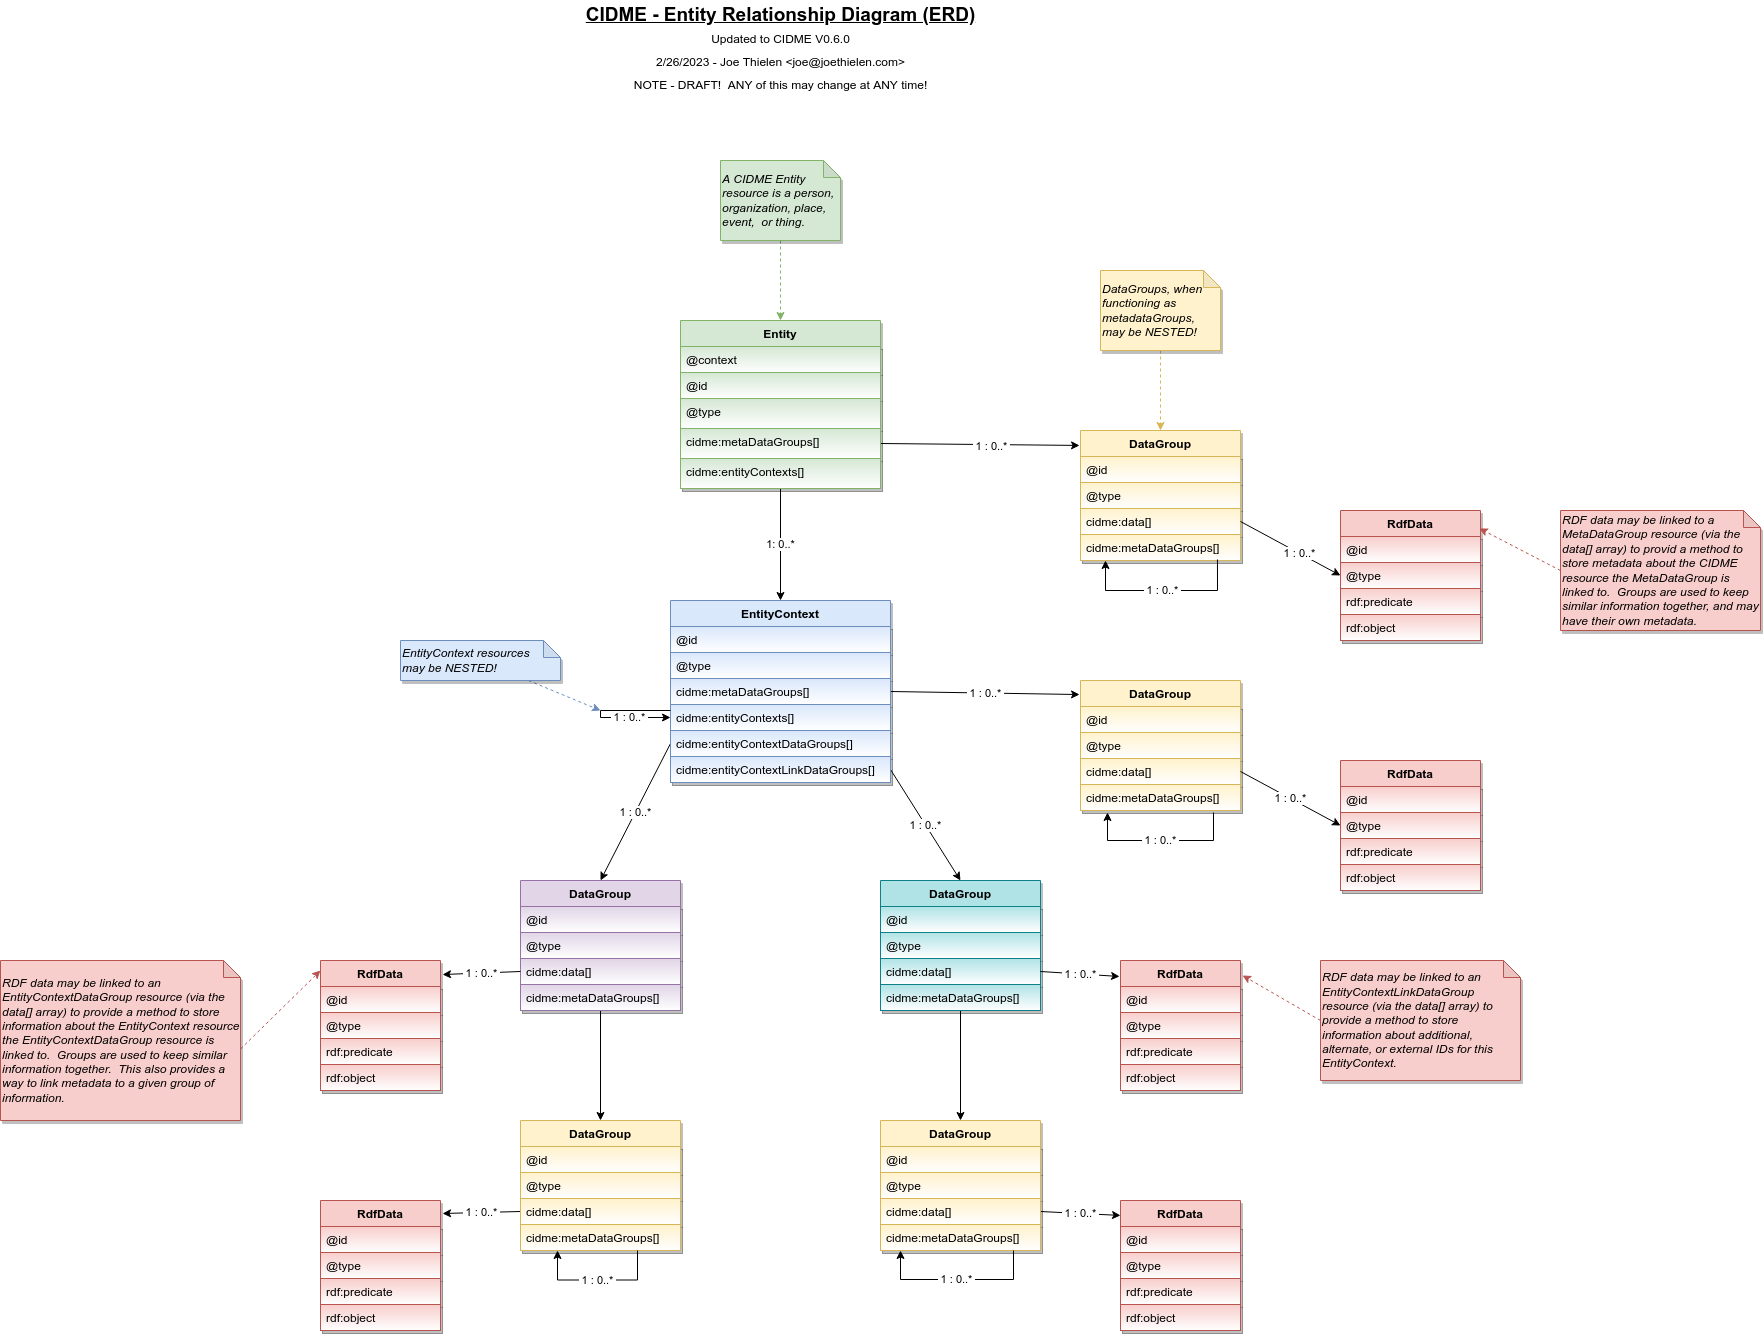 CIDME - Entity Relationship Diagram (ERD)
Updated to CIDME V0.6.0
2/26/2023 - Joe Thielen <joe@joethielen.com>
NOTE - DRAFT!  ANY of this may change at ANY time!
A CIDME Entity
resource is a person,
organization, place,
event,  or thing.
DataGroups, when
functioning as
metadataGroups,
may be NESTED!
Entity
@context
@id
@type
cidme:metaDataGroups[]
cidme:entityContexts[]
1 : 0..*
DataGroup
@id
@type
cidme:data[]
cidme:metaDataGroups[]
1 : 0..*
1 : 0..*
RdfData
@id
@type
rdf:predicate
rdf:object
RDF data may be linked to a
MetaDataGroup resource (via the
data[] array) to provid a method to
store metadata about the CIDME
resource the MetaDataGroup is
linked to.  Groups are used to keep
similar information together, and may
have their own metadata.
1: 0..*
EntityContext
@id
@type
cidme:metaDataGroups[]
cidme:entityContexts[]
cidme:entityContextDataGroups[]
cidme:entityContextLinkDataGroups[]
EntityContext resources
may be NESTED!
1 : 0..*
1 : 0..*
DataGroup
@id
@type
cidme:data[]
cidme:metaDataGroups[]
1 : 0..*
1 : 0..*
RdfData
@id
@type
rdf:predicate
rdf:object
1 : 0..*
1 : 0..*
DataGroup
@id
@type
cidme:data[]
cidme:metaDataGroups[]
1 : 0..*
RdfData
@id
@type
rdf:predicate
rdf:object
RDF data may be linked to an
EntityContextDataGroup resource (via the
data[] array) to provide a method to store
information about the EntityContext resource
the EntityContextDataGroup resource is
linked to.  Groups are used to keep similar
information together.  This also provides a
way to link metadata to a given group of
information.
DataGroup
@id
@type
cidme:data[]
cidme:metaDataGroups[]
1 : 0..*
RdfData
@id
@type
rdf:predicate
rdf:object
RDF data may be linked to an
EntityContextLinkDataGroup
resource (via the data[] array) to
provide a method to store
information about additional,
alternate, or external IDs for this
EntityContext.
DataGroup
@id
@type
cidme:data[]
cidme:metaDataGroups[]
1 : 0..*
1 : 0..*
RdfData
@id
@type
rdf:predicate
rdf:object
DataGroup
@id
@type
cidme:data[]
cidme:metaDataGroups[]
1 : 0..*
1 : 0..*
RdfData
@id
@type
rdf:predicate
rdf:object